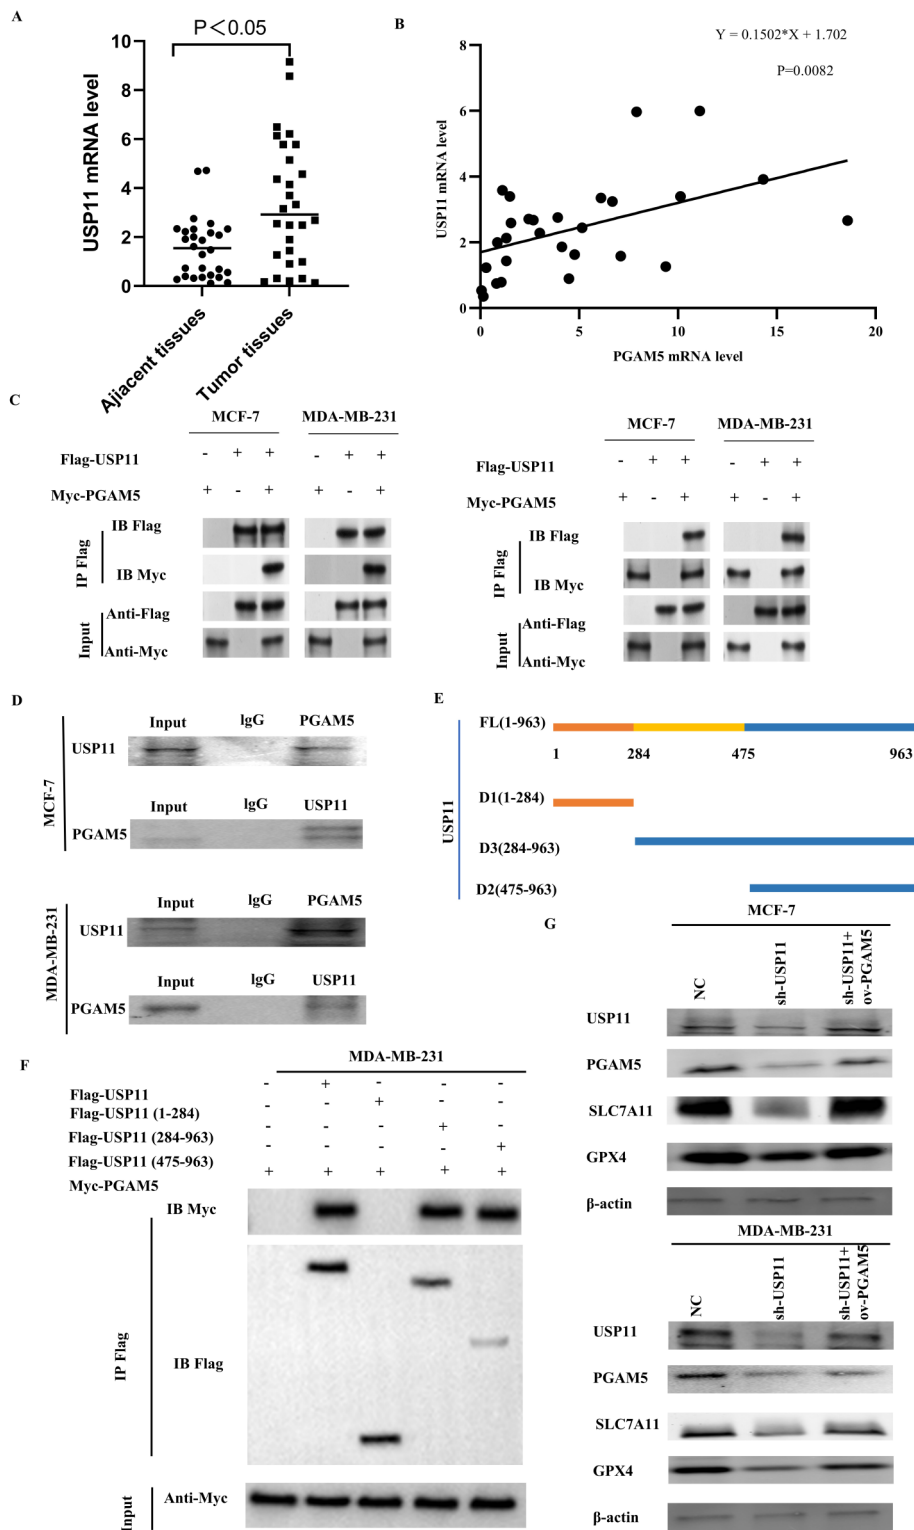 A
P＜0.05
USP11 mRNA level
10
8
6
4
2
0
Ajiacent tissues
Tumor tissues
B
Y = 0.1502*X + 1.702
P=0.0082
USP11 mRNA level
8
6
4
2
0
0 5 10 15 20
PGAM5 mRNA level
C
MCF-7 MDA-MB-231
Flag-USP11 - + + - + +
Myc-PGAM5 + - + + - +
IP Flag
IB Flag
IB Myc
Input
Anti-Flag
Anti-Myc
MCF-7 MDA-MB-231
Flag-USP11 - + + - + +
Myc-PGAM5 + - + + - +
IP Flag
IB Flag
IB Myc
Input
Anti-Flag
Anti-Myc
D
MCF-7
Input lgG PGAM5
USP11
Input lgG USP11
PGAM5
MDA-MB-231
Input lgG PGAM5
USP11
Input lgG USP11
PGAM5
E
USP11
FL(1-963)
1 284 475 963
D1(1-284)
D3(284-963)
D2(475-963)
F
MDA-MB-231
Flag-USP11 - + - - -
Flag-USP11 (1-284) - - + - -
Flag-USP11 (284-963) - - - + -
Flag-USP11 (475-963) - - - - +
Myc-PGAM5 + + + + +
IP Flag
IB Myc
IB Flag
Input
Anti-Myc
G
MCF-7
NC
sh-USP11
sh-USP11+
ov-PGAM5
USP11
PGAM5
SLC7A11
GPX4
β-actin
MDA-MB-231
NC
sh-USP11
sh-USP11+
ov-PGAM5
USP11
PGAM5
SLC7A11
GPX4
β-actin